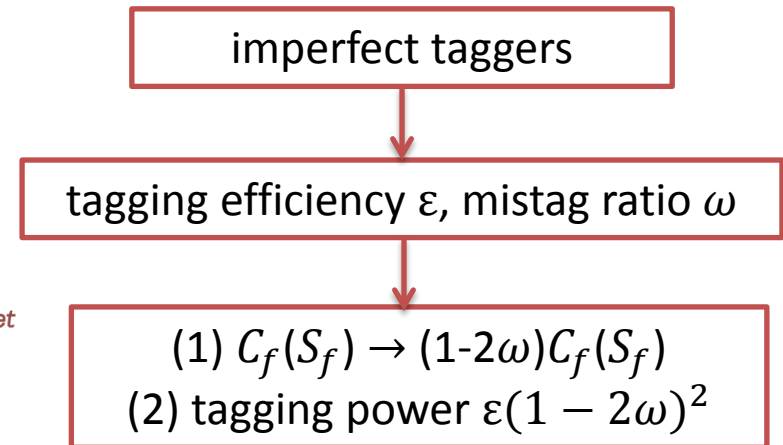 imperfect taggers
tagging efficiency ε, mistag ratio ω
et
(1) C_f(S_f) → (1-2ω)C_f(S_f)
(2) tagging power ε(1 − 2ω)²